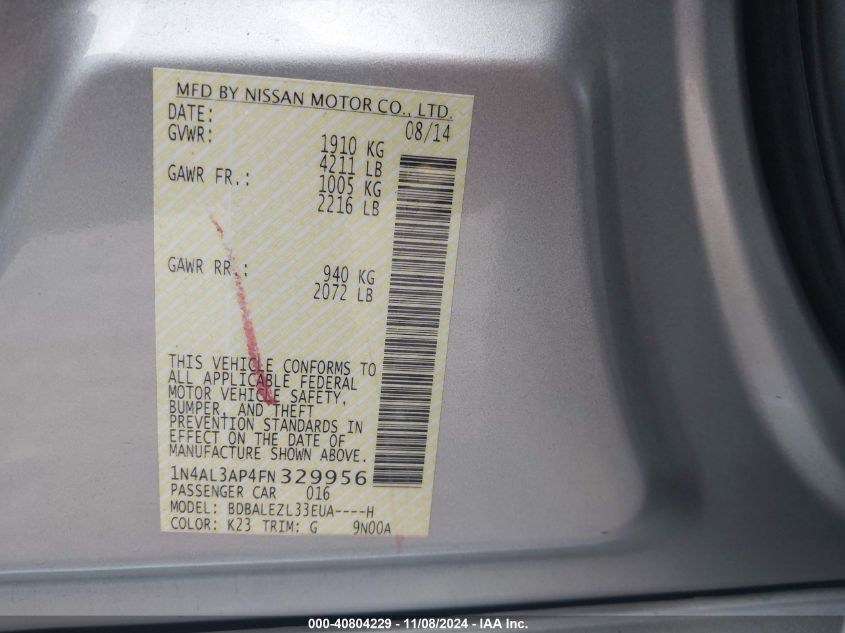 MFD BY NISSAN MOTOR CO., LTD.
DATE: 08/14
GVWR: 1910 KG
4211 LB
GAWR FR.: 1005 KG
2216 LB
GAWR RR.: 940 KG
2072 LB
THIS VEHICLE CONFORMS TO
ALL APPLICABLE FEDERAL
MOTOR VEHICLE SAFETY,
BUMPER, AND THEFT
PREVENTION STANDARDS IN
EFFECT ON THE DATE OF
MANUFACTURE SHOWN ABOVE.
1N4AL3AP4FN 329956
PASSENGER CAR 016
MODEL: BDBALEZL33EUA----H
COLOR: K23 TRIM: G 9N00A
000-40804229 - 11/08/2024 - IAA Inc.